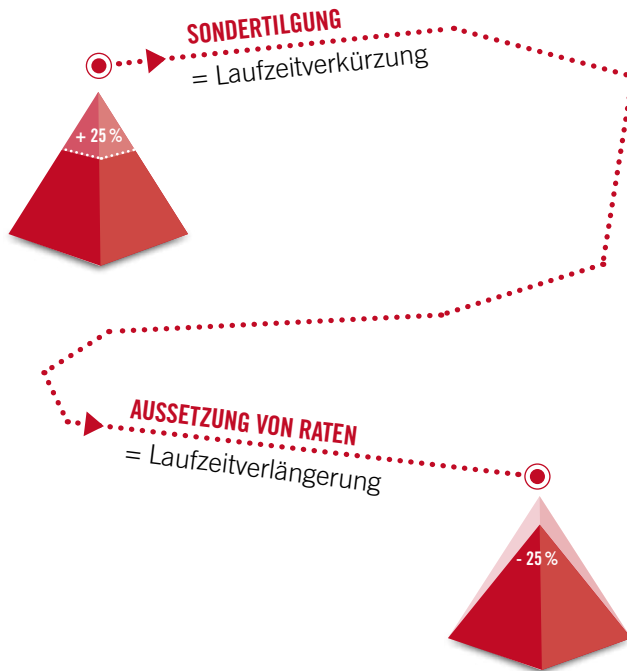 SONDERTILGUNG
= Laufzeitverkürzung
+ 25 %
AUSSETZUNG VON RATEN
= Laufzeitverlängerung
- 25 %